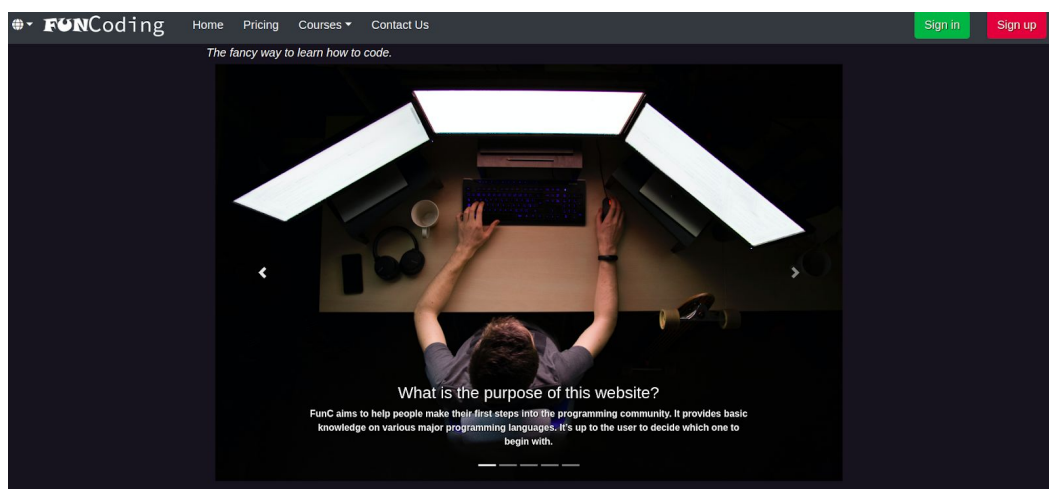 FUNCoding Home Pricing Courses Contact Us Sign in Sign up
The fancy way to learn how to code.
What is the purpose of this website?
FunC aims to help people make their first steps into the programming community. It provides basic
knowledge on various major programming languages. It's up to the user to decide which one to
begin with.